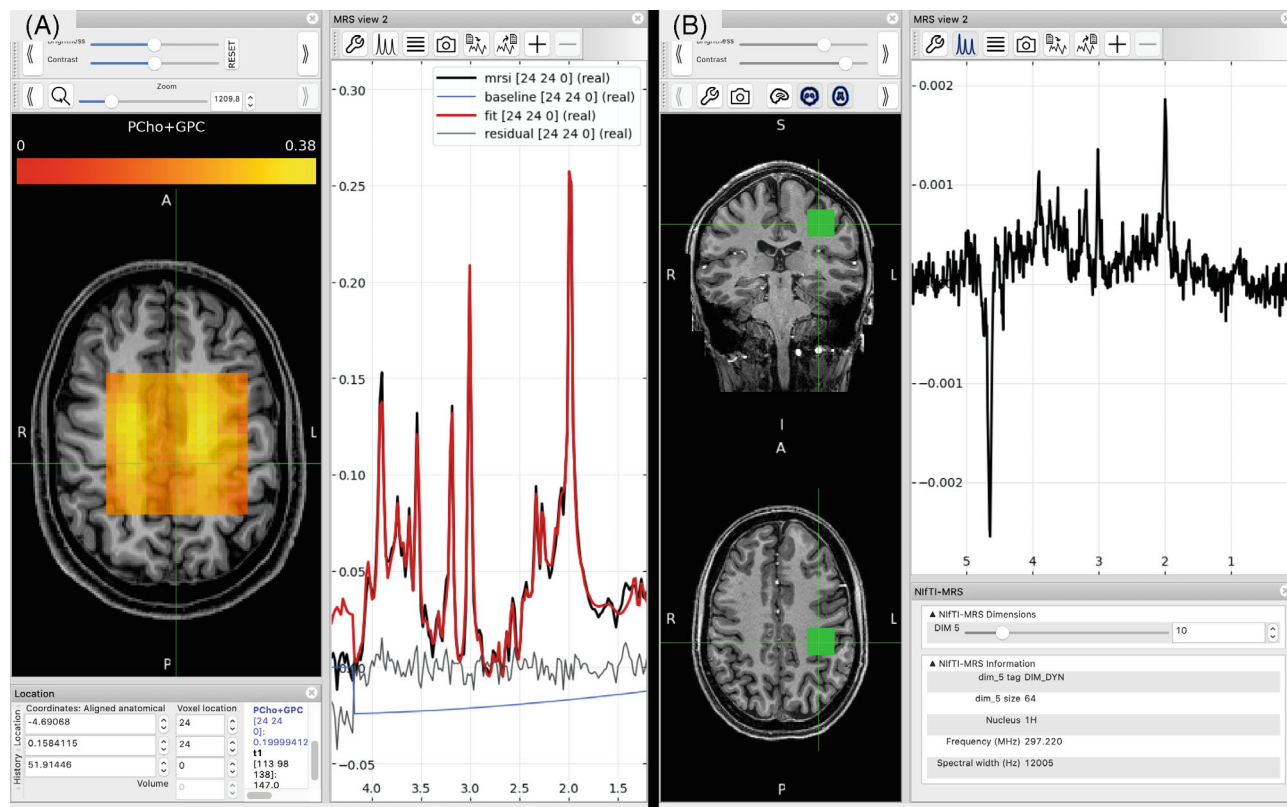 (A)
Brightness
Contrast
RESET
Zoom
1209.8
PCho+GPC
0 0.38
A
R L
P
Location
Location
History
Coordinates: Aligned anatomical Voxel location
-4.69068 24
0.1584115 24
51.91446 0
Volume 0
PCho+GPC
[24 24
0]:
0.19999412
t1
[113 98
138]:
147.0
MRS view 2
mrsi [24 24 0] (real)
baseline [24 24 0] (real)
fit [24 24 0] (real)
residual [24 24 0] (real)
0.30
0.25
0.20
0.15
0.10
0.05
-0.05
4.0 3.5 3.0 2.5 2.0 1.5
(B)
Brightness
Contrast
S
R L
I
A
R L
P
MRS view 2
0.002
0.001
-0.001
-0.002
5 4 3 2 1
NIfTI-MRS
▲ NIfTI-MRS Dimensions
DIM 5 10
▲ NIfTI-MRS Information
dim_5 tag DIM_DYN
dim_5 size 64
Nucleus 1H
Frequency (MHz) 297.220
Spectral width (Hz) 12005